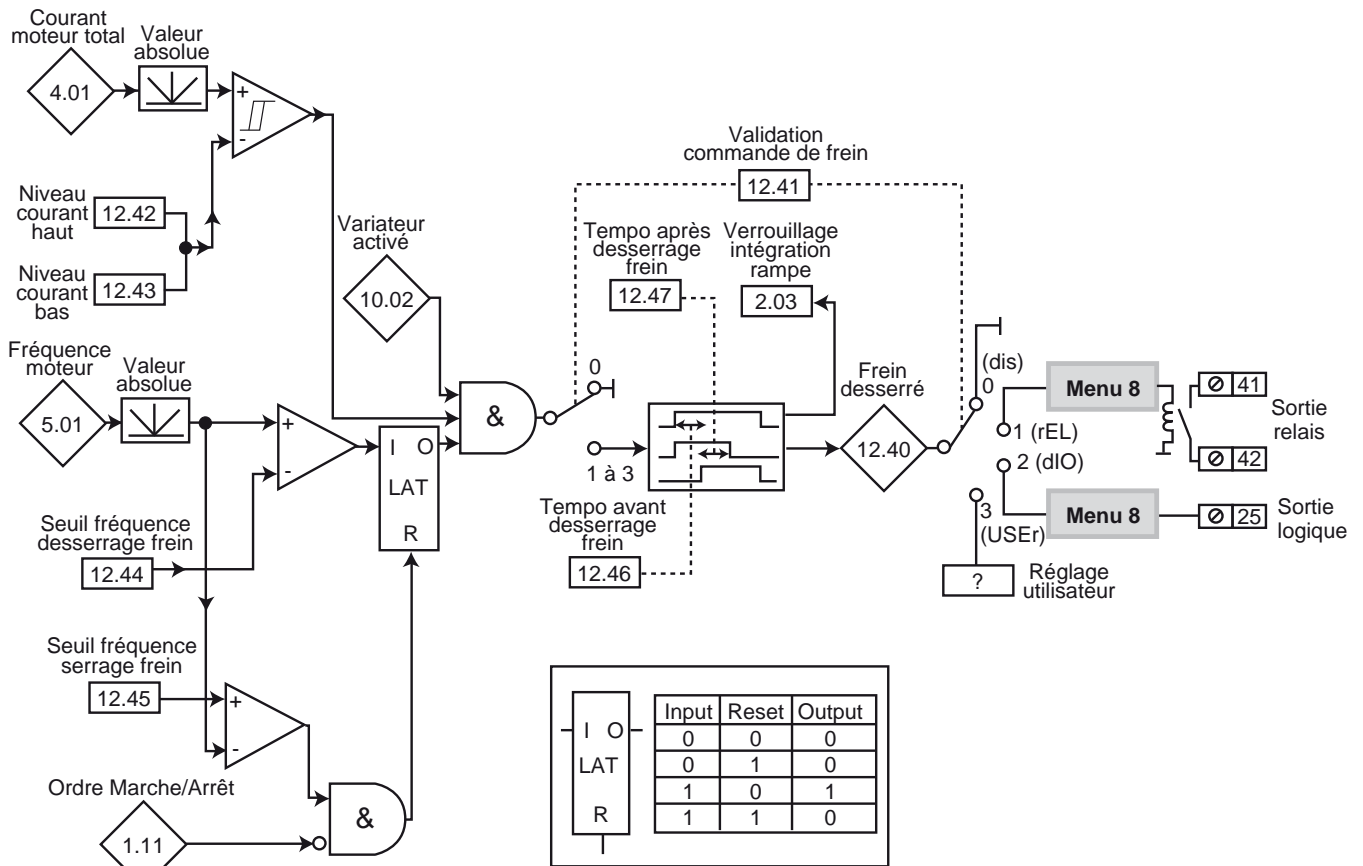 Courant
moteur total
4.01
Valeur
absolue
+
-
Niveau
courant
haut
12.42
Niveau
courant
bas
12.43
Fréquence
moteur
5.01
Valeur
absolue
+
-
Seuil fréquence
desserrage frein
12.44
Seuil fréquence
serrage frein
12.45
+
-
Ordre Marche/Arrêt
1.11
&
I O
LAT
R
Variateur
activé
10.02
&
0
1 à 3
Validation
commande de frein
12.41
Tempo après
desserrage
frein
12.47
Verrouillage
intégration
rampe
2.03
Tempo avant
desserrage
frein
12.46
Frein
desserré
12.40
(dis)
0
1 (rEL)
2 (dIO)
3
(USEr)
?
Réglage
utilisateur
Menu 8
41
42
Sortie
relais
Menu 8
25
Sortie
logique
I O
LAT
R
Input Reset Output
0 0 0
0 1 0
1 0 1
1 1 0